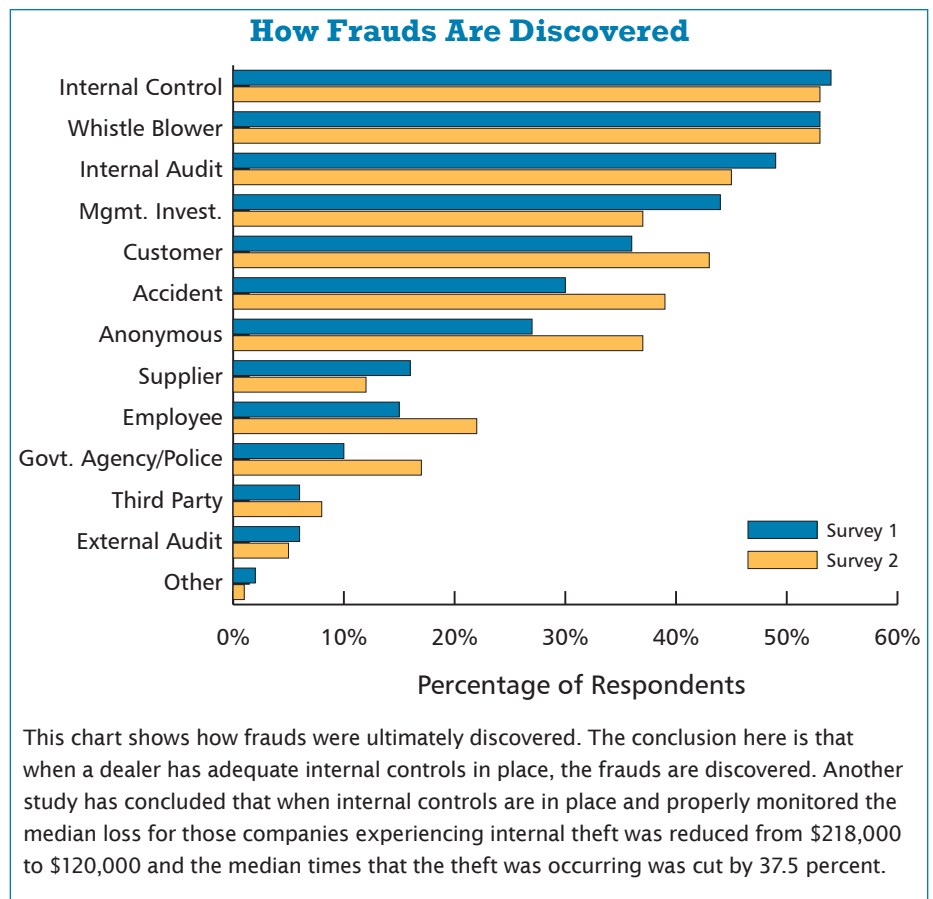 How Frauds Are Discovered
Internal Control
Whistle Blower
Internal Audit
Mgmt. Invest.
Customer
Accident
Anonymous
Supplier
Employee
Govt. Agency/Police
Third Party
External Audit
Other
Survey 1
Survey 2
0% 10% 20% 30% 40% 50% 60%
Percentage of Respondents
This chart shows how frauds were ultimately discovered. The conclusion here is that
when a dealer has adequate internal controls in place, the frauds are discovered. Another
study has concluded that when internal controls are in place and properly monitored the
median loss for those companies experiencing internal theft was reduced from $218,000
to $120,000 and the median times that the theft was occurring was cut by 37.5 percent.